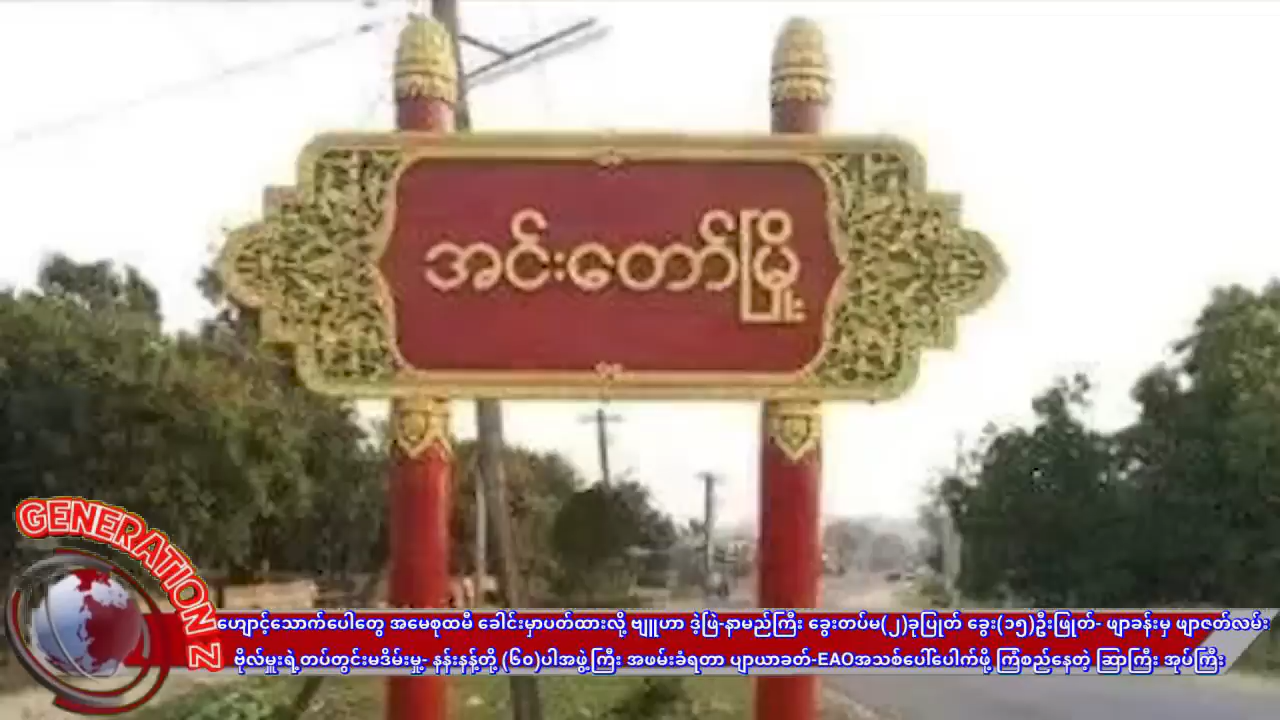 အင်းတော်မြို့
GENERATION Z
ဟျောင့်သောက်ပေါတွေ အမေစုထမီ ခေါင်းမှာပတ်ထားလို့ ဗျူဟာ ဒဲ့ဖြဲ-နာမည်ကြီး ခွေးတပ်မ(၂)ခုပြုတ် ခွေး(၁၅)ဦးဖြုတ်- ဖျာခန်းမှ ဖျာဇတ်လမ်း
ဗိုလ်မှူးရဲ့တပ်တွင်းမဒိမ်းမှု- နန်းနန့်တို့ (၆၀)ပါအဖွဲ့ကြီး အဖမ်းခံရတာ ပျာယာခတ်-EAOအသစ်ပေါ်ပေါက်ဖို့ ကြံစည်နေတဲ့ ဩာကြီး အုပ်ကြီး